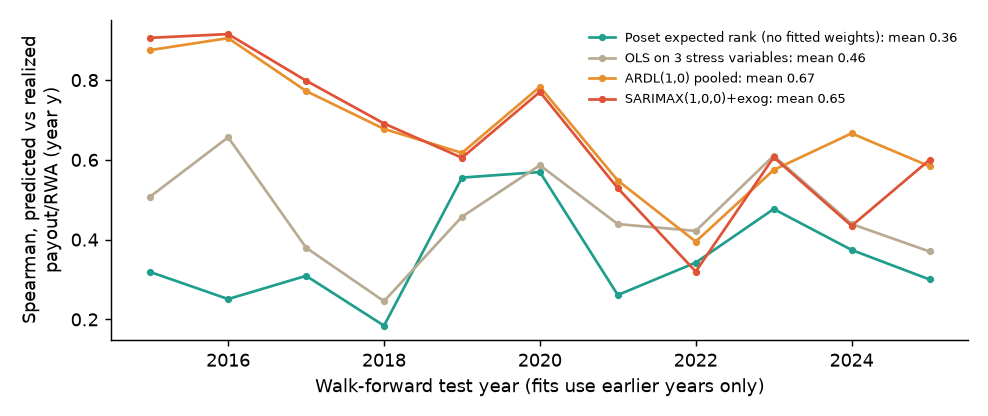 Spearman, predicted vs realized
payout/RWA (year y)
0.8
0.6
0.4
0.2
Poset expected rank (no fitted weights): mean 0.36
OLS on 3 stress variables: mean 0.46
ARDL(1,0) pooled: mean 0.67
SARIMAX(1,0,0)+exog: mean 0.65
2016
2018
2020
2022
2024
Walk-forward test year (fits use earlier years only)